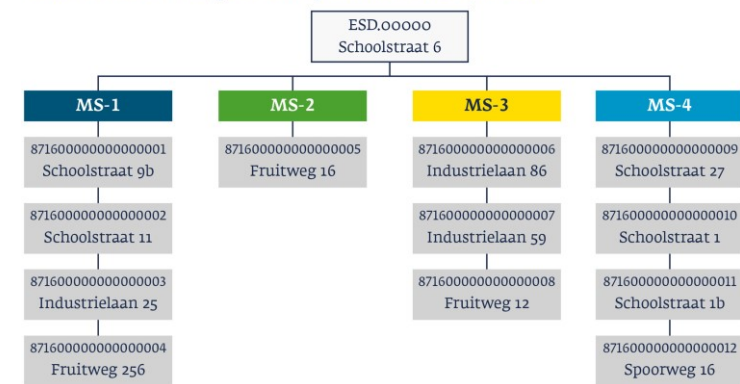 ESD.00000
Schoolstraat 6
MS-1
871600000000000001
Schoolstraat 9b
871600000000000002
Schoolstraat 11
871600000000000003
Industrielaan 25
871600000000000004
Fruitweg 256
MS-2
871600000000000005
Fruitweg 16
MS-3
871600000000000006
Industrielaan 86
871600000000000007
Industrielaan 59
871600000000000008
Fruitweg 12
MS-4
871600000000000009
Schoolstraat 27
871600000000000010
Schoolstraat 1
871600000000000011
Schoolstraat 1b
871600000000000012
Spoorweg 16